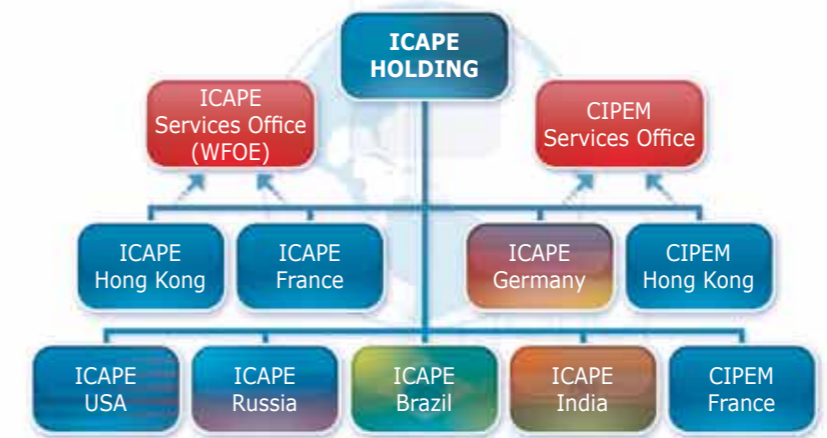 ICAPE
HOLDING
ICAPE
Services Office
(WFOE)
CIPEM
Services Office
ICAPE
Hong Kong
ICAPE
France
ICAPE
Germany
CIPEM
Hong Kong
ICAPE
USA
ICAPE
Russia
ICAPE
Brazil
ICAPE
India
CIPEM
France